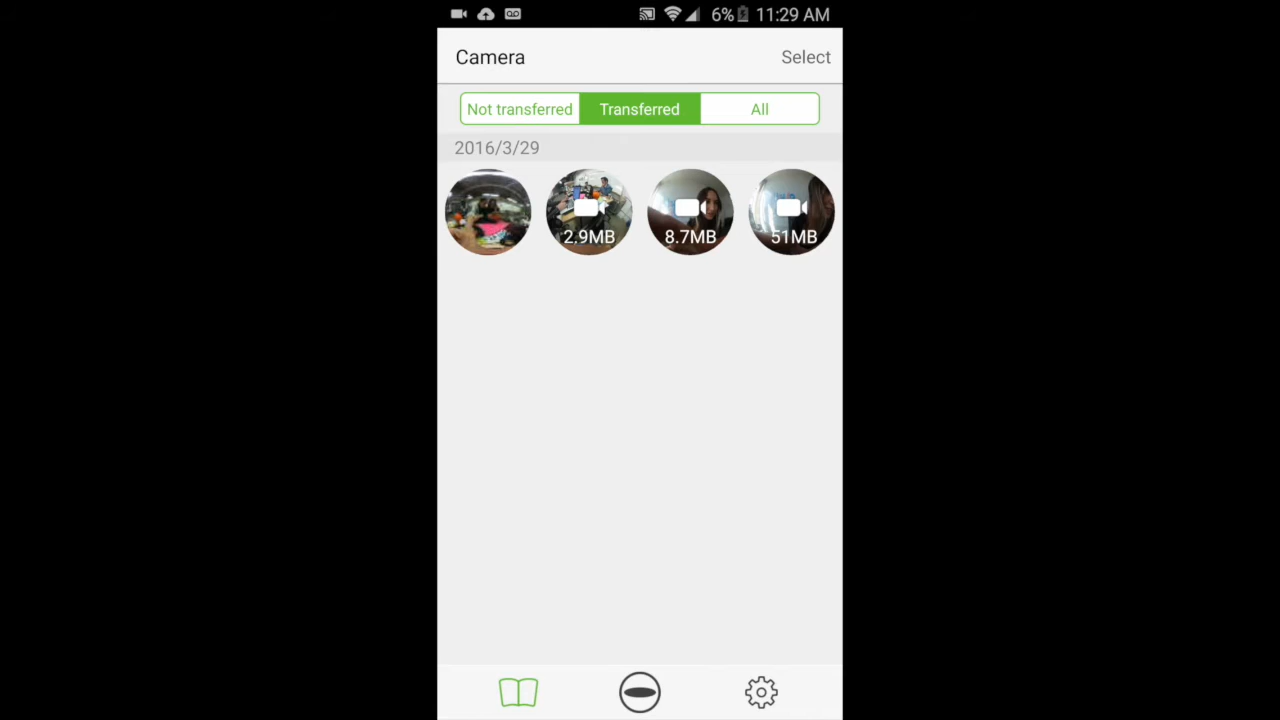 6% 11:29 AM
Camera Select
Not transferred Transferred All
2016/3/29
2.9MB 8.7MB 51MB